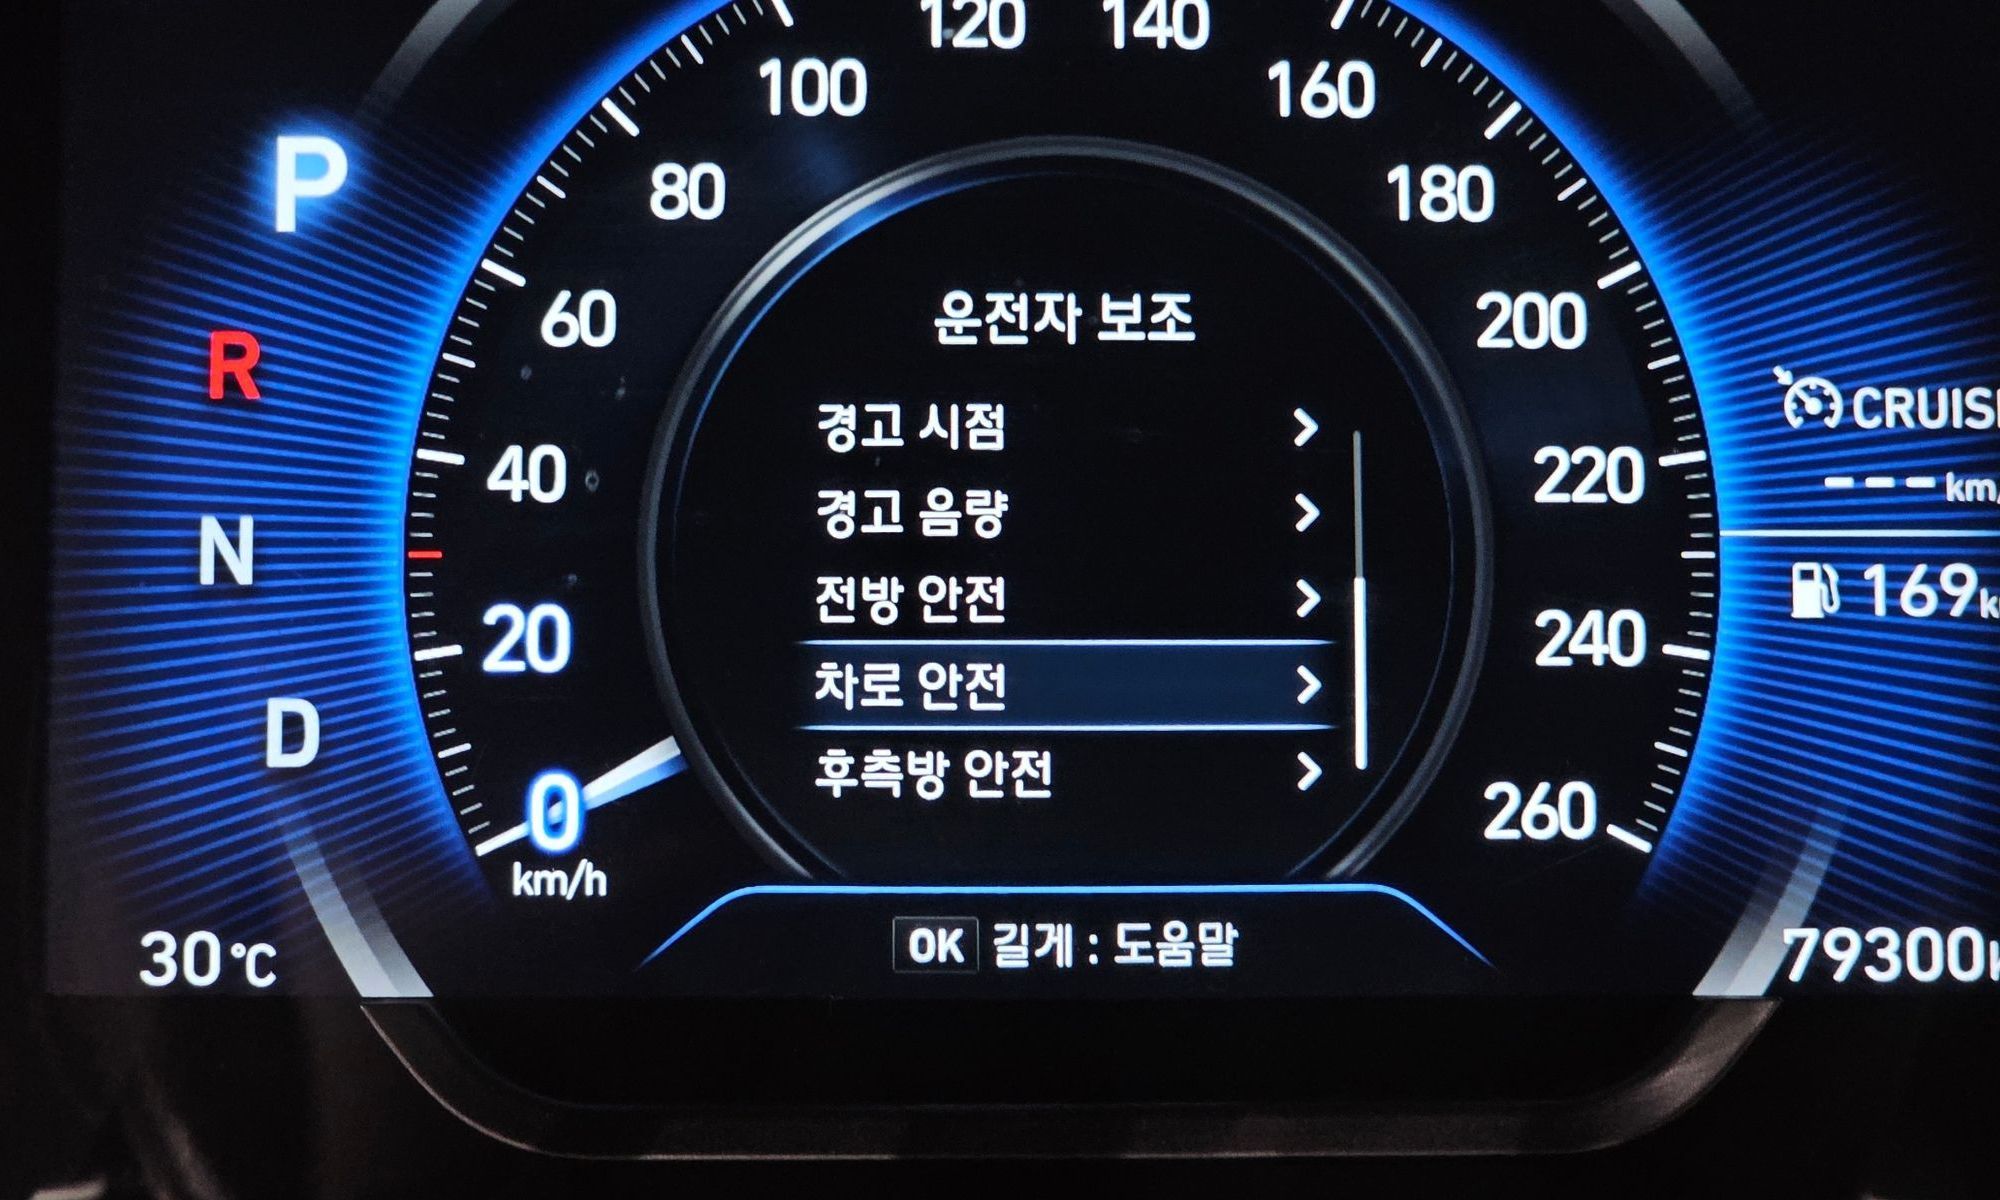 120 140
100 160
80 180
60 200
40 220
20 240
0 260
km/h
P
R
N
D
운전자 보조
경고 시점
경고 음량
전방 안전
차로 안전
후측방 안전
OK 길게 : 도움말
---km/
169
30℃
79300